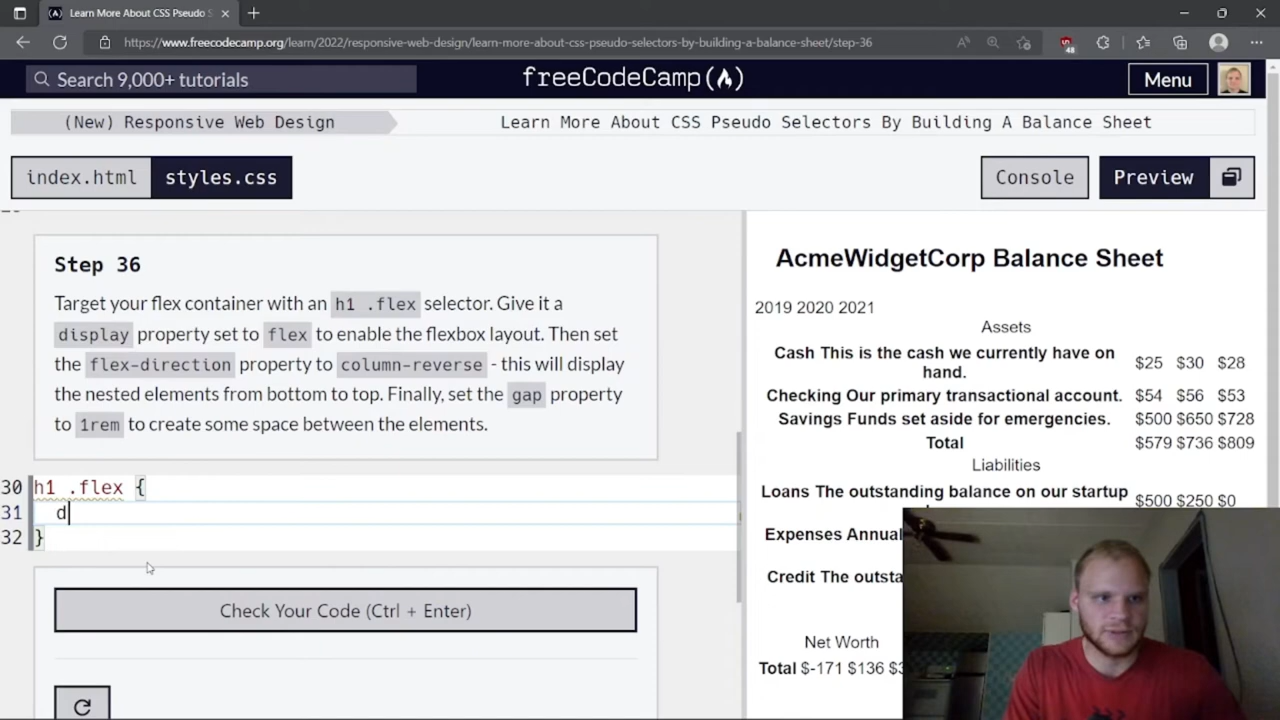 Learn More About CSS Pseudo S
https://www.freecodecamp.org/learn/2022/responsive-web-design/learn-more-about-css-pseudo-selectors-by-building-a-balance-sheet/step-36
48
Search 9,000+ tutorials
freeCodeCamp
Menu
(New) Responsive Web Design
Learn More About CSS Pseudo Selectors By Building A Balance Sheet
index.html
styles.css
Console
Preview
Step 36
Target your flex container with an h1 .flex selector. Give it a
display property set to flex to enable the flexbox layout. Then set
the flex-direction property to column-reverse - this will display
the nested elements from bottom to top. Finally, set the gap property
to 1rem to create some space between the elements.
30 h1 .flex {
31 d
32 }
Check Your Code (Ctrl + Enter)
AcmeWidgetCorp Balance Sheet
2019 2020 2021
Assets
Cash This is the cash we currently have on
hand.
$25 $30 $28
Checking Our primary transactional account. $54 $56 $53
Savings Funds set aside for emergencies. $500 $650 $728
Total $579 $736 $809
Liabilities
Loans The outstanding balance on our startup
$500 $250 $0
Expenses Annual
Credit The outsta
Net Worth
Total $-171 $136 $3